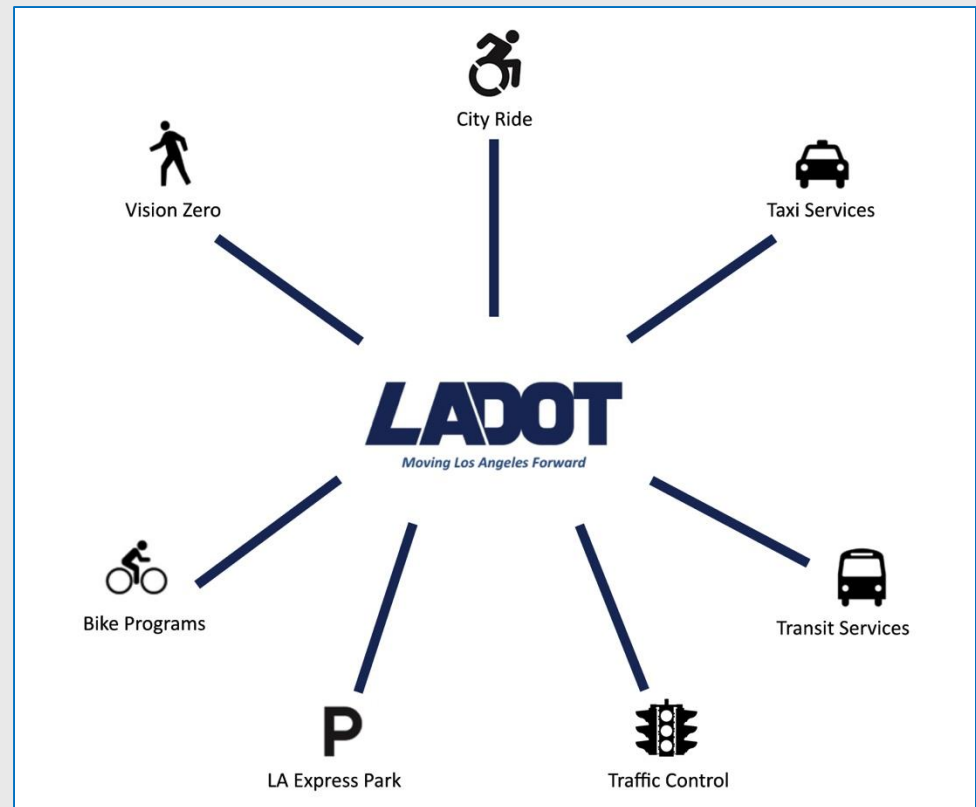 City Ride
Vision Zero
Taxi Services
LADOT
Moving Los Angeles Forward
Bike Programs
Transit Services
P
LA Express Park
Traffic Control